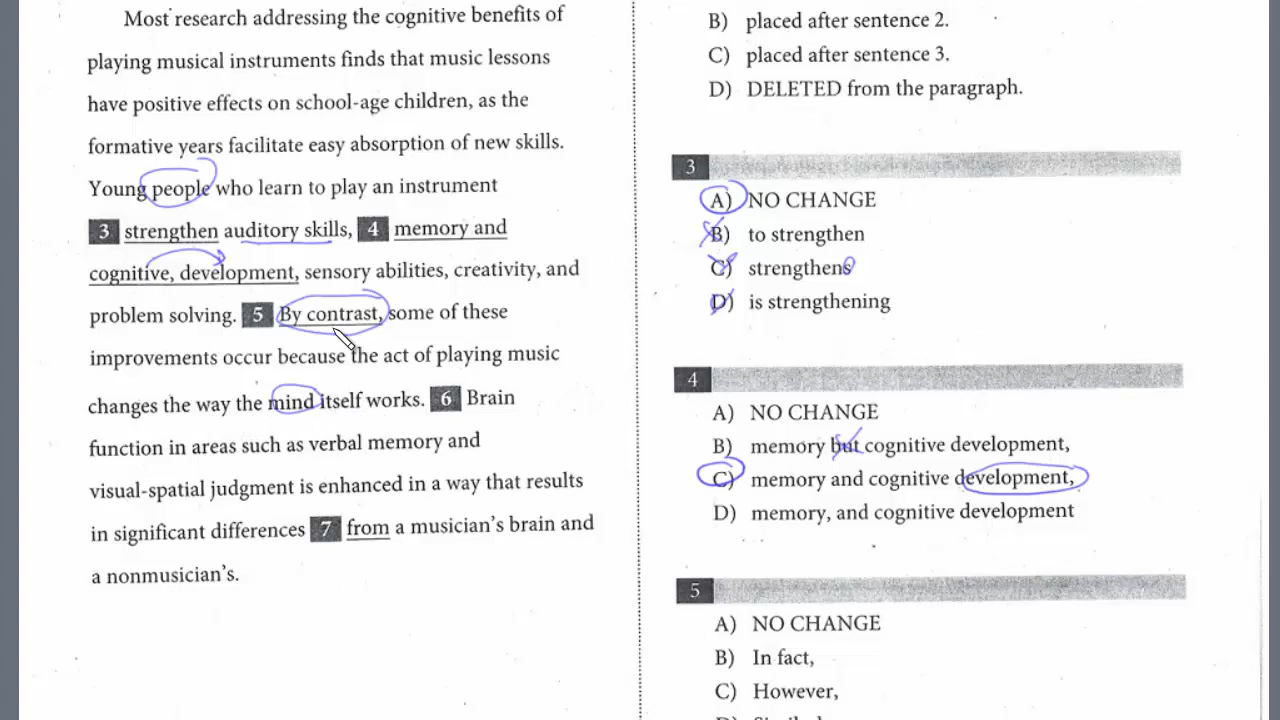 Most research addressing the cognitive benefits of
playing musical instruments finds that music lessons
have positive effects on school-age children, as the
formative years facilitate easy absorption of new skills.
Young people who learn to play an instrument
3 strengthen auditory skills, 4 memory and
cognitive, development, sensory abilities, creativity, and
problem solving. 5 By contrast, some of these
improvements occur because the act of playing music
changes the way the mind itself works. 6 Brain
function in areas such as verbal memory and
visual-spatial judgment is enhanced in a way that results
in significant differences 7 from a musician's brain and
a nonmusician's.
B) placed after sentence 2.
C) placed after sentence 3.
D) DELETED from the paragraph.
3
A) NO CHANGE
B) to strengthen
C) strengthens
D) is strengthening
4
A) NO CHANGE
B) memory but cognitive development,
C) memory and cognitive development,
D) memory, and cognitive development
5
A) NO CHANGE
B) In fact,
C) However,